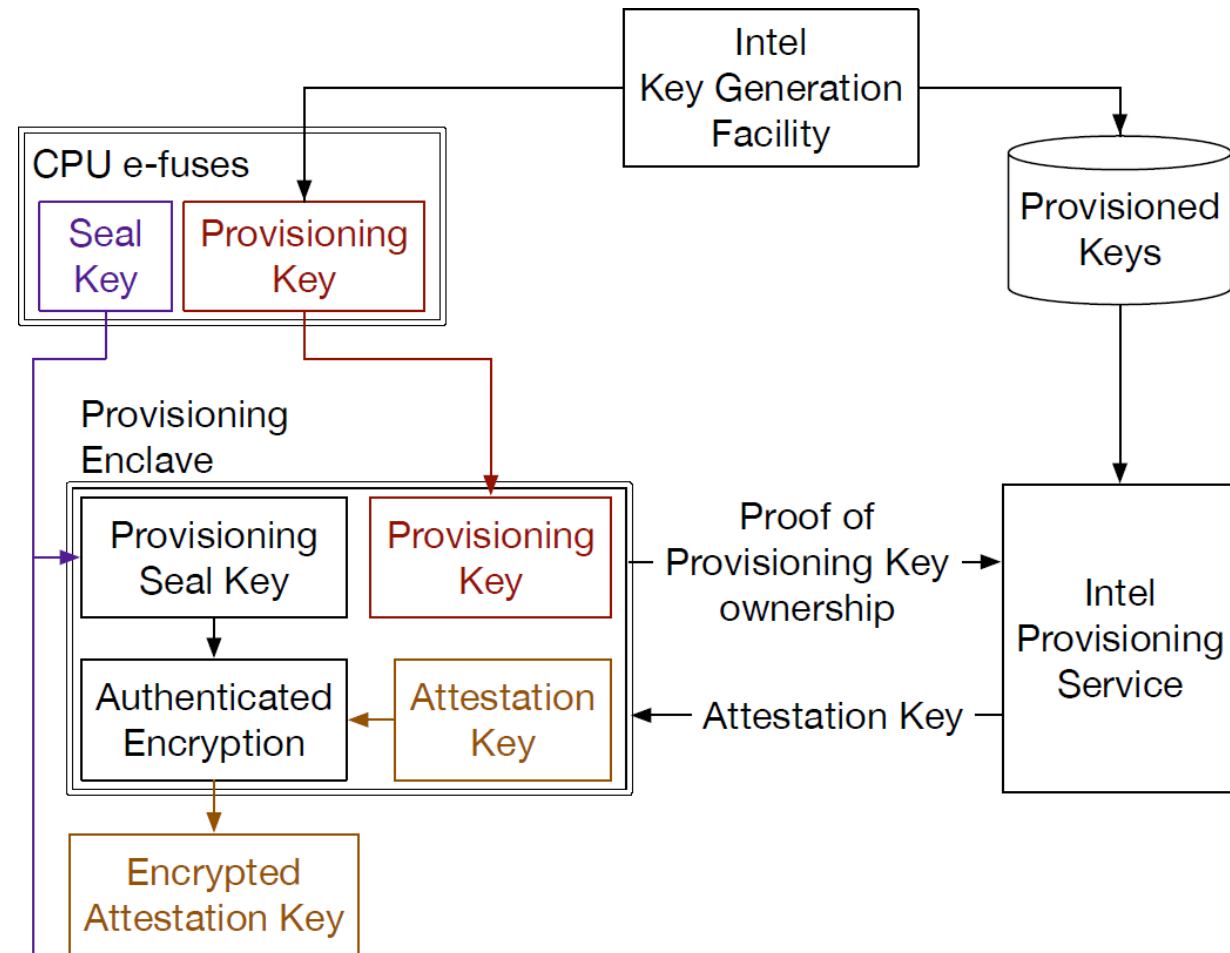 Intel
Key Generation
Facility
CPU e-fuses
Seal
Key
Provisioning
Key
Provisioned
Keys
Provisioning
Enclave
Provisioning
Seal Key
Provisioning
Key
Proof of
Provisioning Key
ownership
Intel
Provisioning
Service
Authenticated
Encryption
Attestation
Key
Attestation Key
Encrypted
Attestation Key